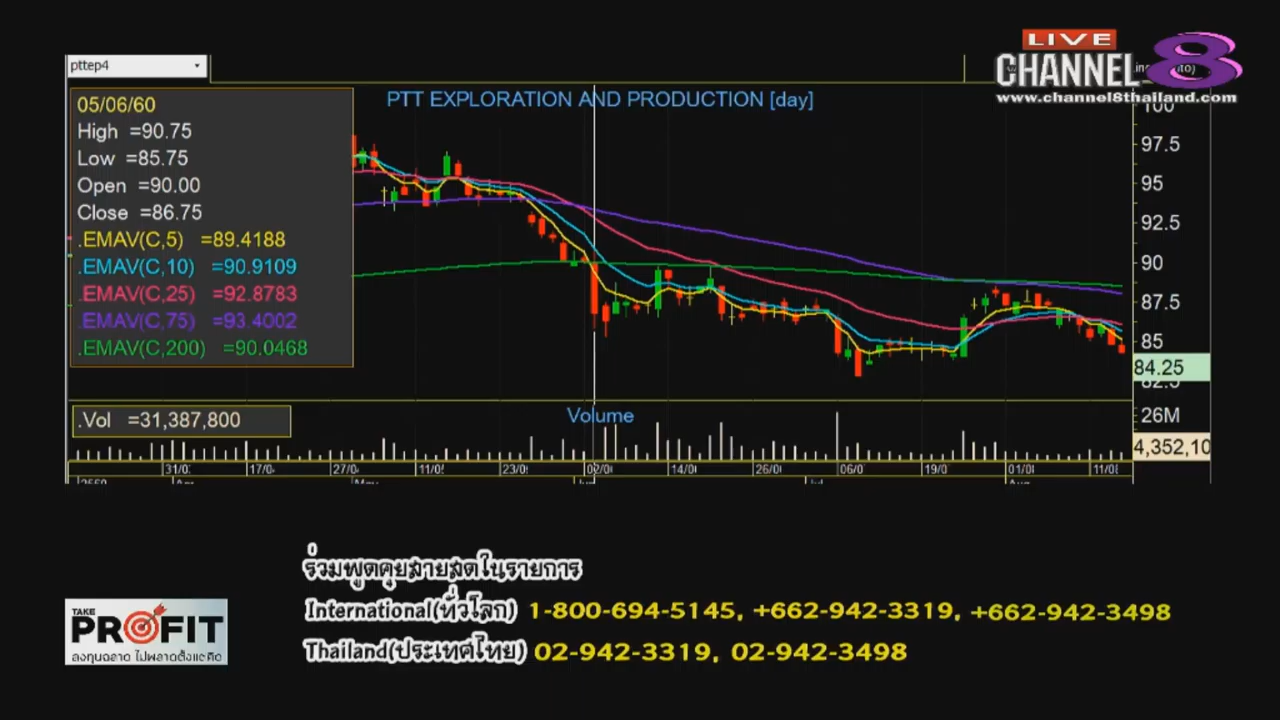 LIVE
CHANNEL 8
www.channel8thailand.com
pttep4
PTT EXPLORATION AND PRODUCTION [day]
05/06/60
High =90.75
Low =85.75
Open =90.00
Close =86.75
.EMAV(C,5) =89.4188
.EMAV(C,10) =90.9109
.EMAV(C,25) =92.8783
.EMAV(C,75) =93.4002
.EMAV(C,200) =90.0468
100
97.5
95
92.5
90
87.5
85
84.25
82.5
.Vol =31,387,800
Volume
26M
4,352,10
31/0 17/0 27/0 11/0 23/0 02/0 14/0 26/0 06/0 19/0 01/0 11/0
ร่วมพูดคุยสายสดในรายการ
International(ทั่วโลก) 1-800-694-5145, +662-942-3319, +662-942-3498
Thailand(ประเทศไทย) 02-942-3319, 02-942-3498
TAKE
PROFIT
ลงทุนฉลาด ไม่พลาดตั้งแต่คิด